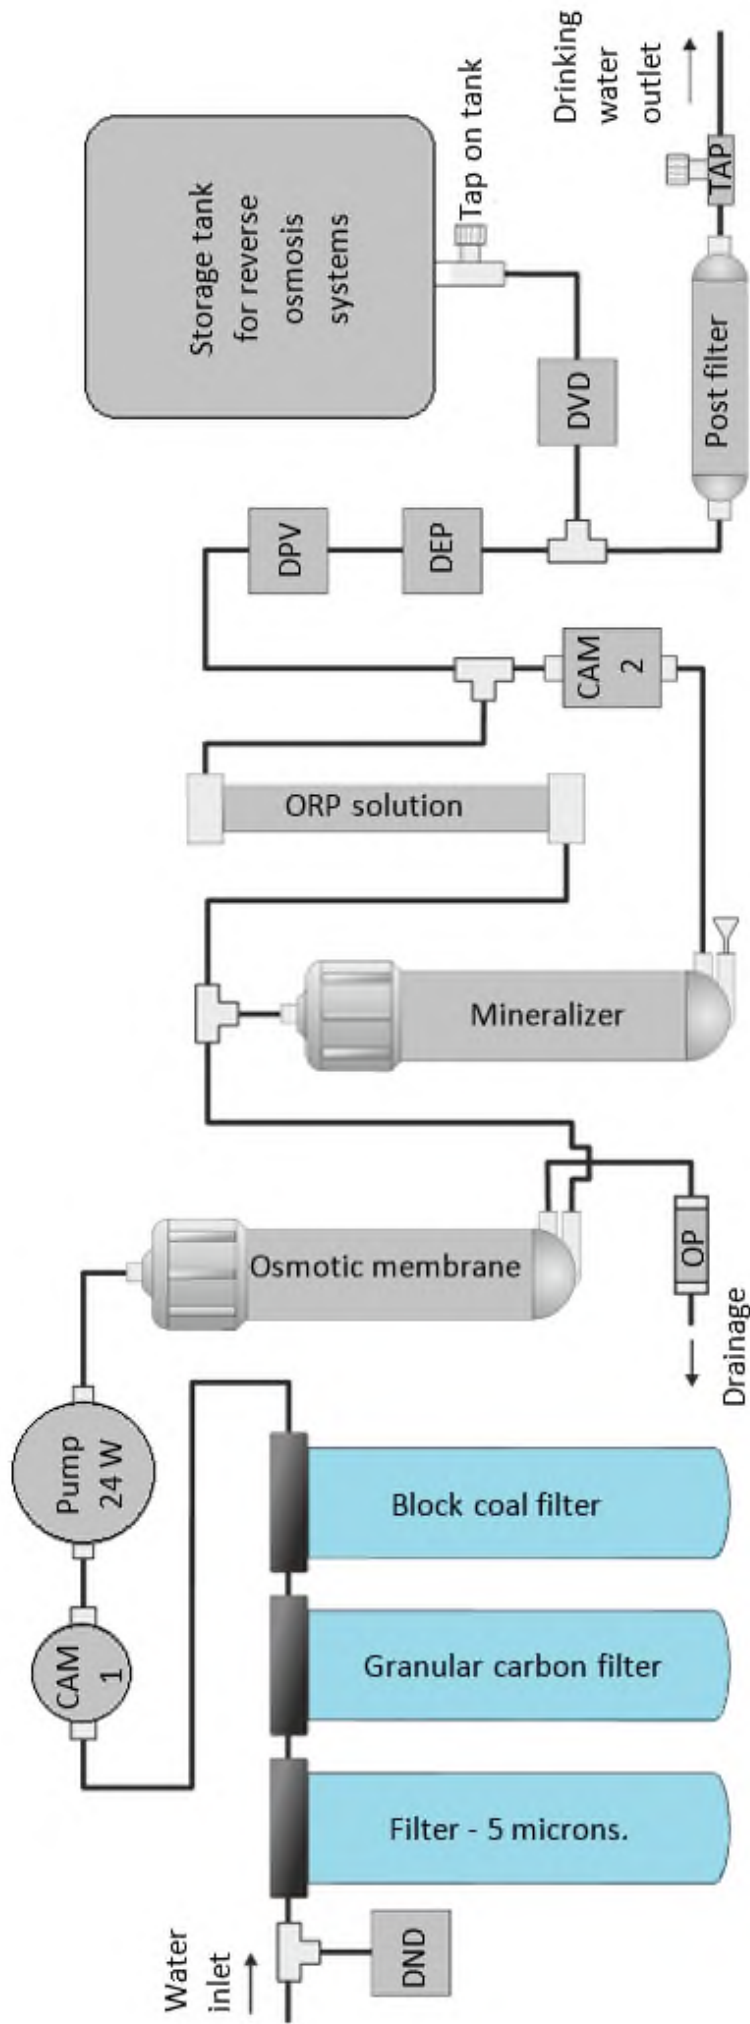 Water
inlet
DND
Filter - 5 microns.
Granular carbon filter
Block coal filter
CAM
1
Pump
24 W
Osmotic membrane
OP
Drainage
Mineralizer
ORP solution
CAM
2
DPV
DEP
DVD
Storage tank
for reverse
osmosis
systems
Tap on tank
Post filter
TAP
Drinking
water
outlet